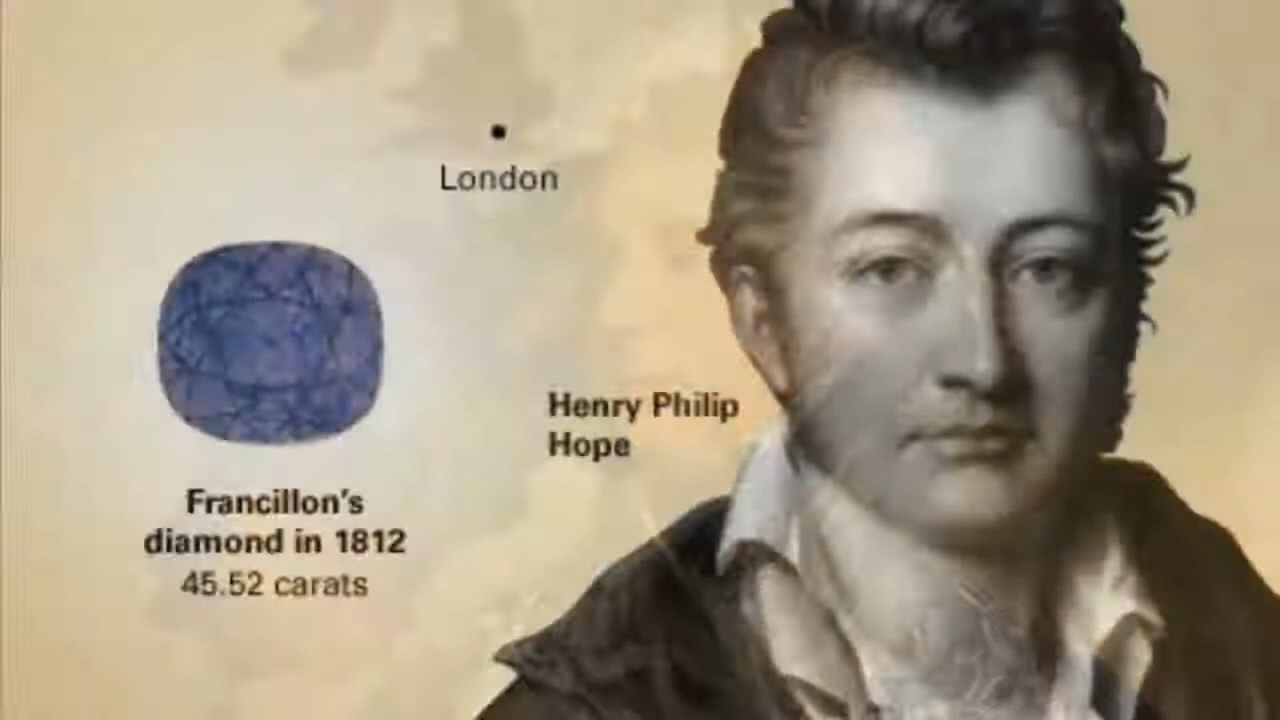 London
Henry Philip
Hope
Francillon's
diamond in 1812
45.52 carats